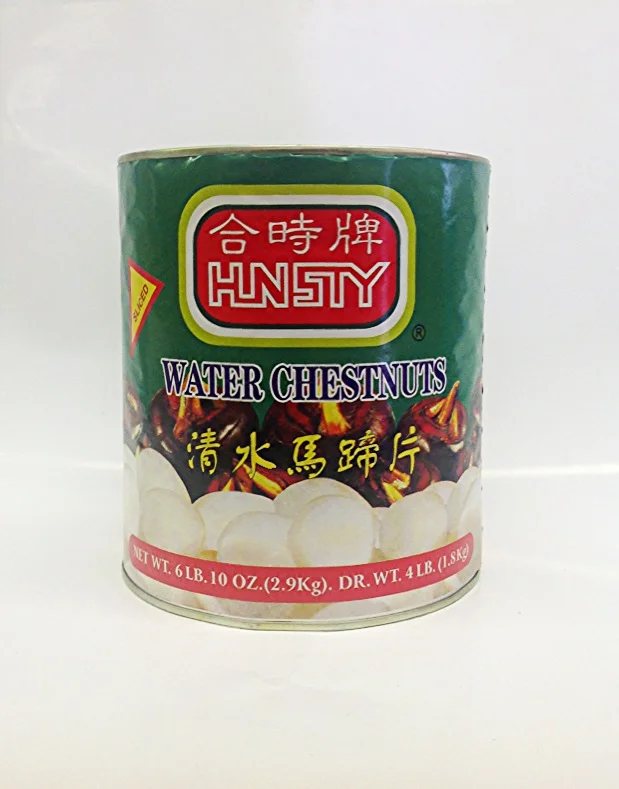 合時牌
HUNSTY
®
SLICED
WATER CHESTNUTS
清水馬蹄片
NET WT. 6 LB. 10 OZ.(2.9Kg). DR. WT. 4 LB. (1.8Kg)